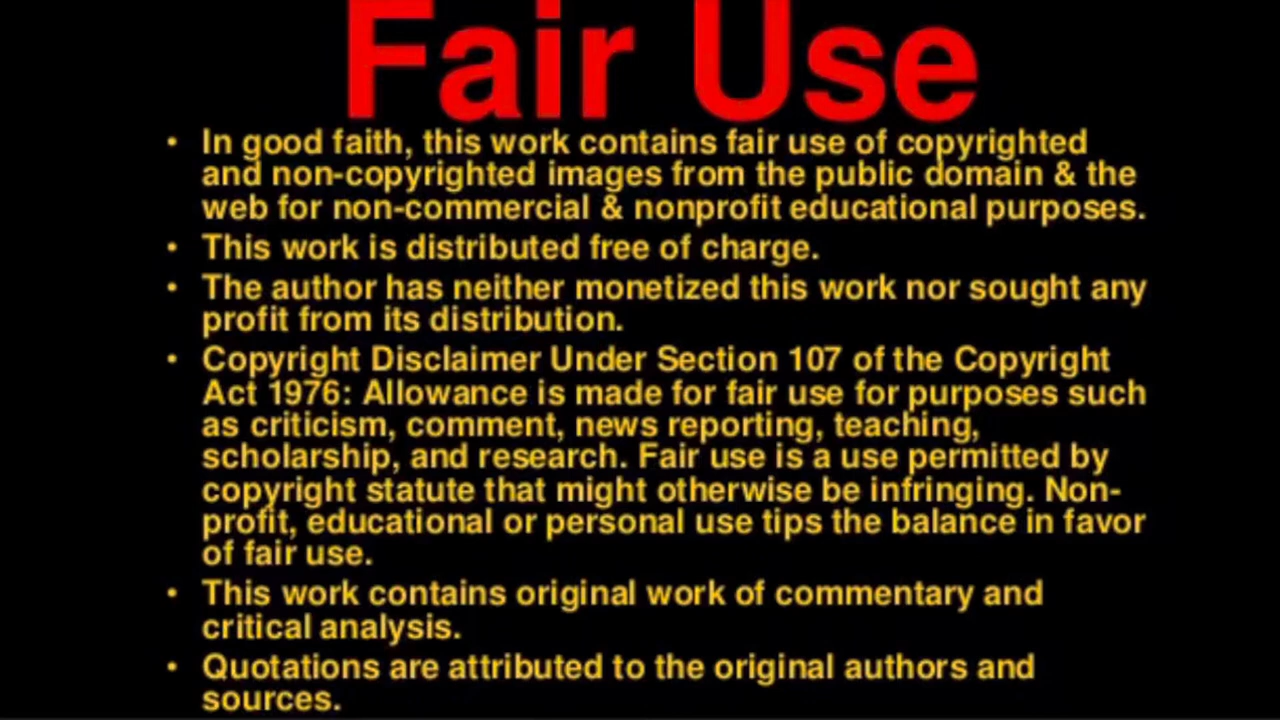 Fair Use
• In good faith, this work contains fair use of copyrighted
and non-copyrighted images from the public domain & the
web for non-commercial & nonprofit educational purposes.
• This work is distributed free of charge.
• The author has neither monetized this work nor sought any
profit from its distribution.
• Copyright Disclaimer Under Section 107 of the Copyright
Act 1976: Allowance is made for fair use for purposes such
as criticism, comment, news reporting, teaching,
scholarship, and research. Fair use is a use permitted by
copyright statute that might otherwise be infringing. Non-
profit, educational or personal use tips the balance in favor
of fair use.
• This work contains original work of commentary and
critical analysis.
• Quotations are attributed to the original authors and
sources.